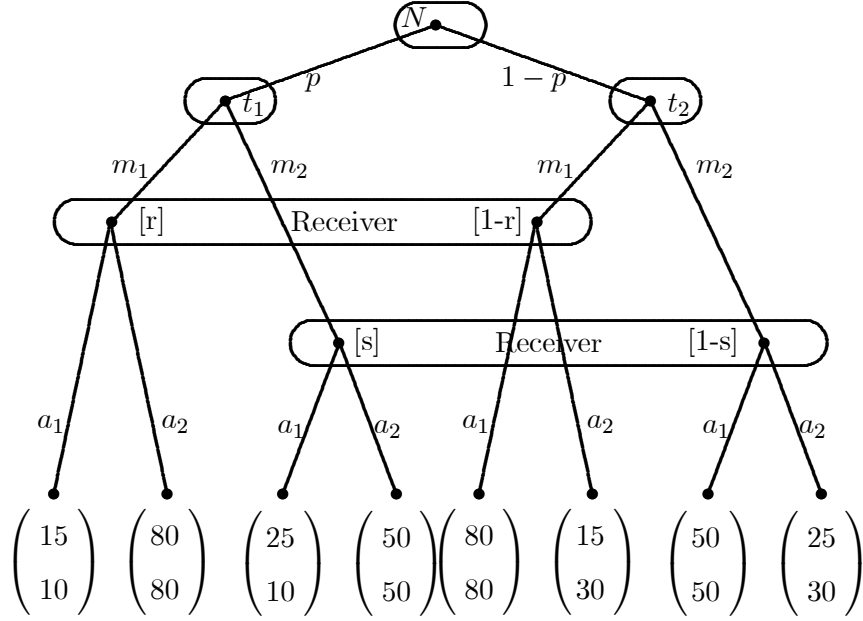 N
p 1 − p
t₁ t₂
m₁ m₂ m₁ m₂
[r] Receiver [1-r]
[s] Receiver [1-s]
a₁ a₂ a₁ a₂ a₁ a₂ a₁ a₂
15 80 25 50 80 15 50 25
10 80 10 50 80 30 50 30